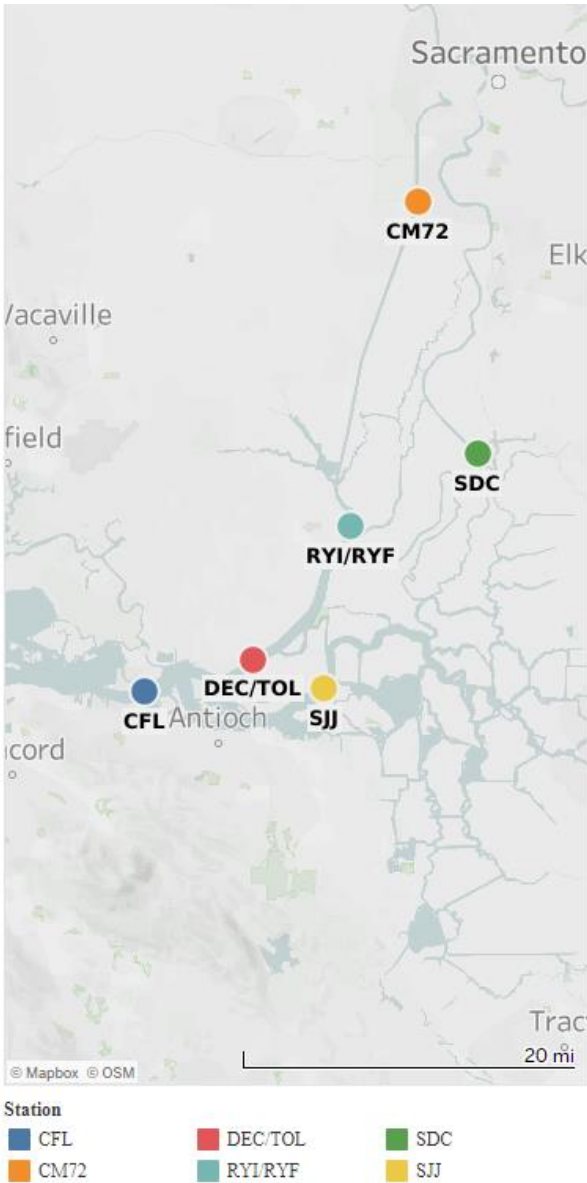 Sacramento
CM72
Elk
Vacaville
field
SDC
RYI/RYF
DEC/TOL
CFL Antioch SJJ
cord
Trac
20 mi
© Mapbox © OSM
Station
CFL DEC/TOL SDC
CM72 RYI/RYF SJJ